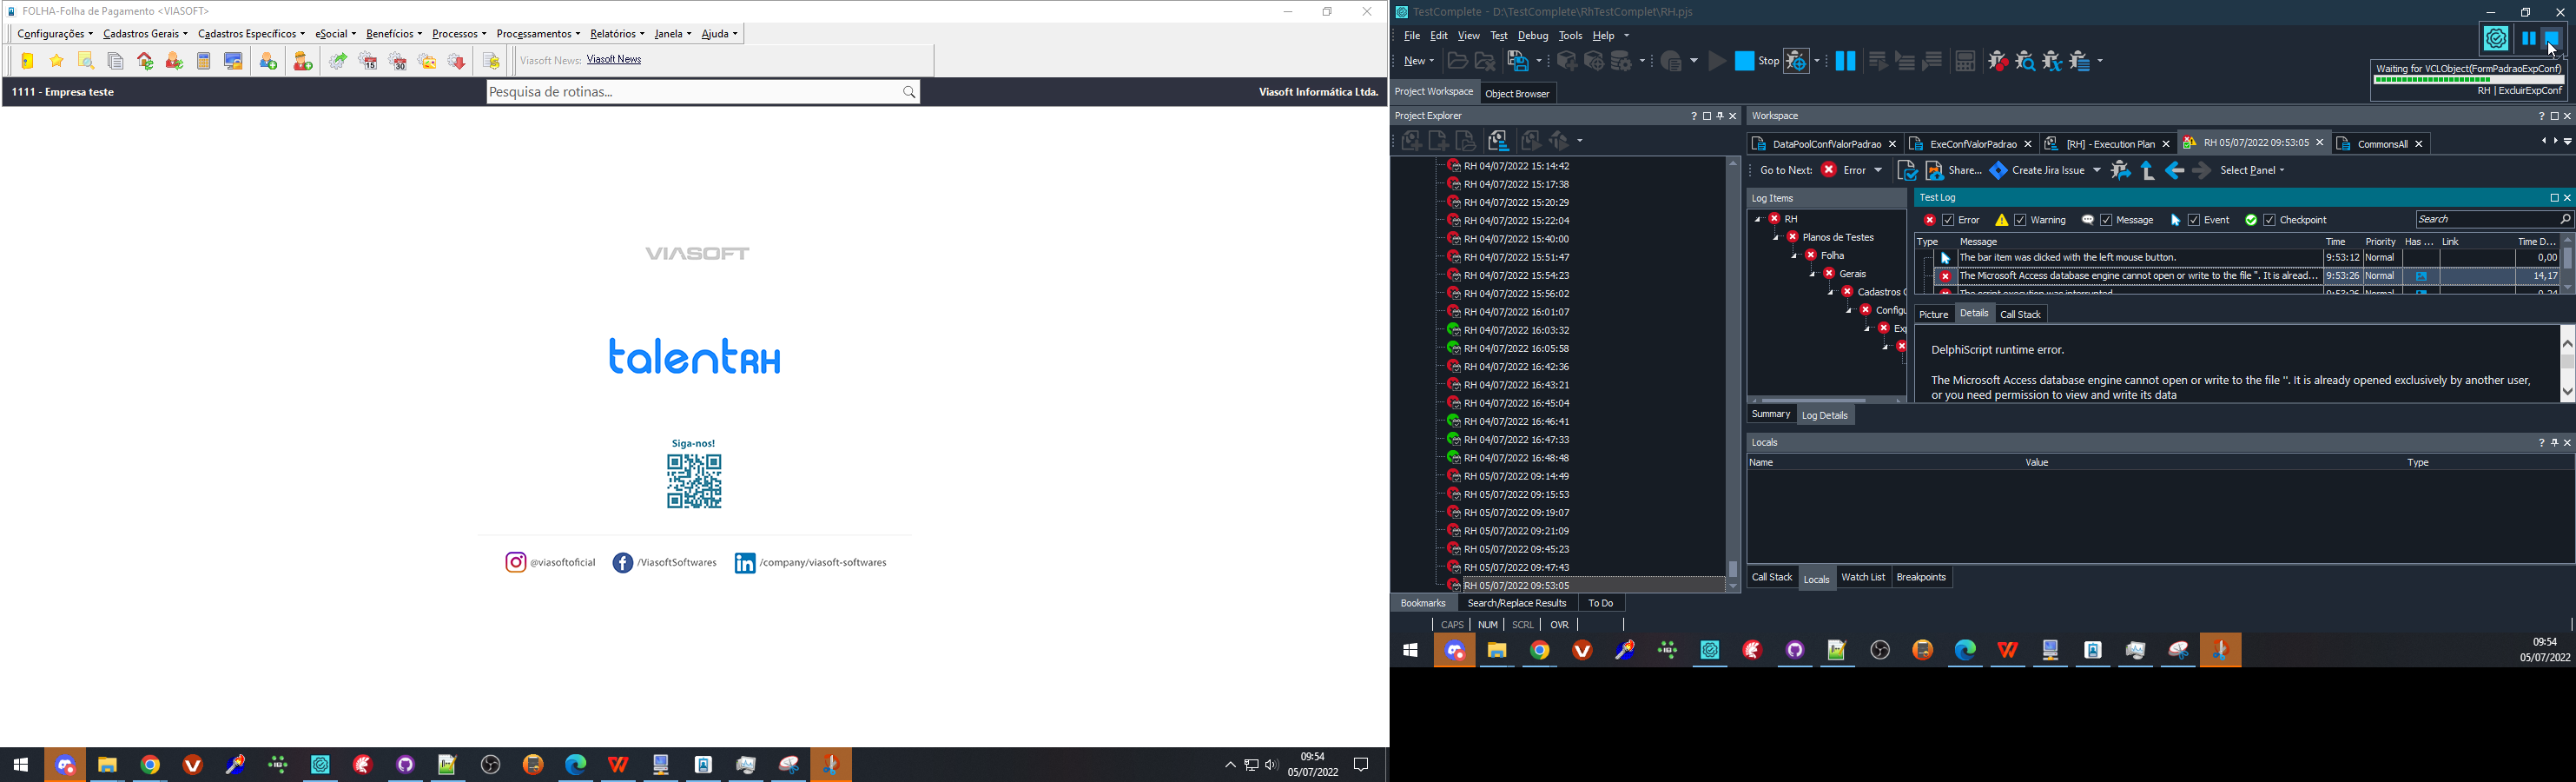 FOLHA-Folha de Pagamento <VIASOFT>
Configurações Cadastros Gerais Cadastros Específicos eSocial Benefícios Processos Processamentos Relatórios Janela Ajuda
Viasoft News: Viasoft News
1111 - Empresa teste
Pesquisa de rotinas...
Viasoft Informática Ltda.
VIASOFT
talentRH
Siga-nos!
@viasoftoficial /ViasoftSoftwares /company/viasoft-softwares
09:54
05/07/2022
TestComplete - D:\TestComplete\RhTestComplet\RH.pjs
File Edit View Test Debug Tools Help
New Stop
Waiting for VCLObject(FormPadraoExpConf)
RH | ExcluirExpConf
Project Workspace Object Browser
Project Explorer
RH 04/07/2022 15:14:42
RH 04/07/2022 15:17:38
RH 04/07/2022 15:20:29
RH 04/07/2022 15:22:04
RH 04/07/2022 15:40:00
RH 04/07/2022 15:51:47
RH 04/07/2022 15:54:23
RH 04/07/2022 15:56:02
RH 04/07/2022 16:01:07
RH 04/07/2022 16:03:32
RH 04/07/2022 16:05:58
RH 04/07/2022 16:42:36
RH 04/07/2022 16:43:21
RH 04/07/2022 16:45:04
RH 04/07/2022 16:46:41
RH 04/07/2022 16:47:33
RH 04/07/2022 16:48:48
RH 05/07/2022 09:14:49
RH 05/07/2022 09:15:53
RH 05/07/2022 09:19:07
RH 05/07/2022 09:21:09
RH 05/07/2022 09:45:23
RH 05/07/2022 09:47:43
RH 05/07/2022 09:53:05
Bookmarks Search/Replace Results To Do
CAPS NUM SCRL OVR
Workspace
DataPoolConfValorPadrao ExeConfValorPadrao [RH] - Execution Plan RH 05/07/2022 09:53:05 CommonsAll
Go to Next: Error Share... Create Jira Issue Select Panel
Log Items
RH
Planos de Testes
Folha
Gerais
Cadastros
Configu
Ex
Summary Log Details
Test Log
Error Warning Message Event Checkpoint Search
Type Message Time Priority Has ... Link Time D...
The bar item was clicked with the left mouse button. 9:53:12 Normal 0,00
The Microsoft Access database engine cannot open or write to the file ''. It is alread... 9:53:26 Normal 14,17
The script execution was interrupted 9:53:26 Normal 0,24
Picture Details Call Stack
DelphiScript runtime error.
The Microsoft Access database engine cannot open or write to the file ''. It is already opened exclusively by another user,
or you need permission to view and write its data
Locals
Name Value Type
Call Stack Locals Watch List Breakpoints
09:54
05/07/2022